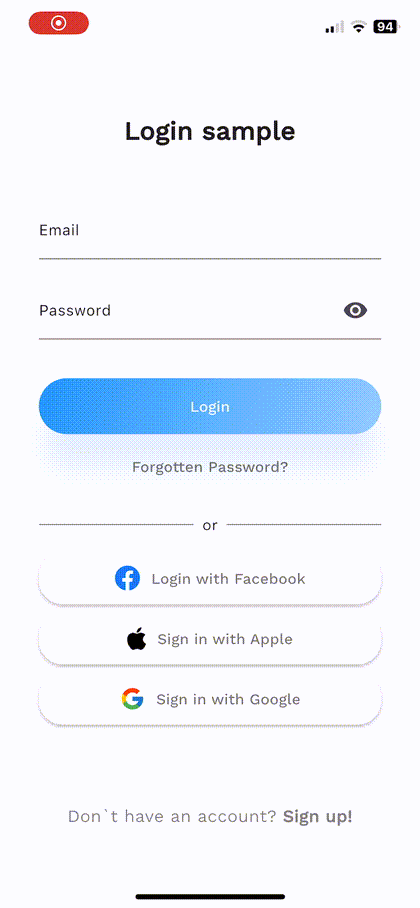 94
Login sample
Email
Password
Login
Forgotten Password?
or
Login with Facebook
Sign in with Apple
Sign in with Google
Don`t have an account? Sign up!